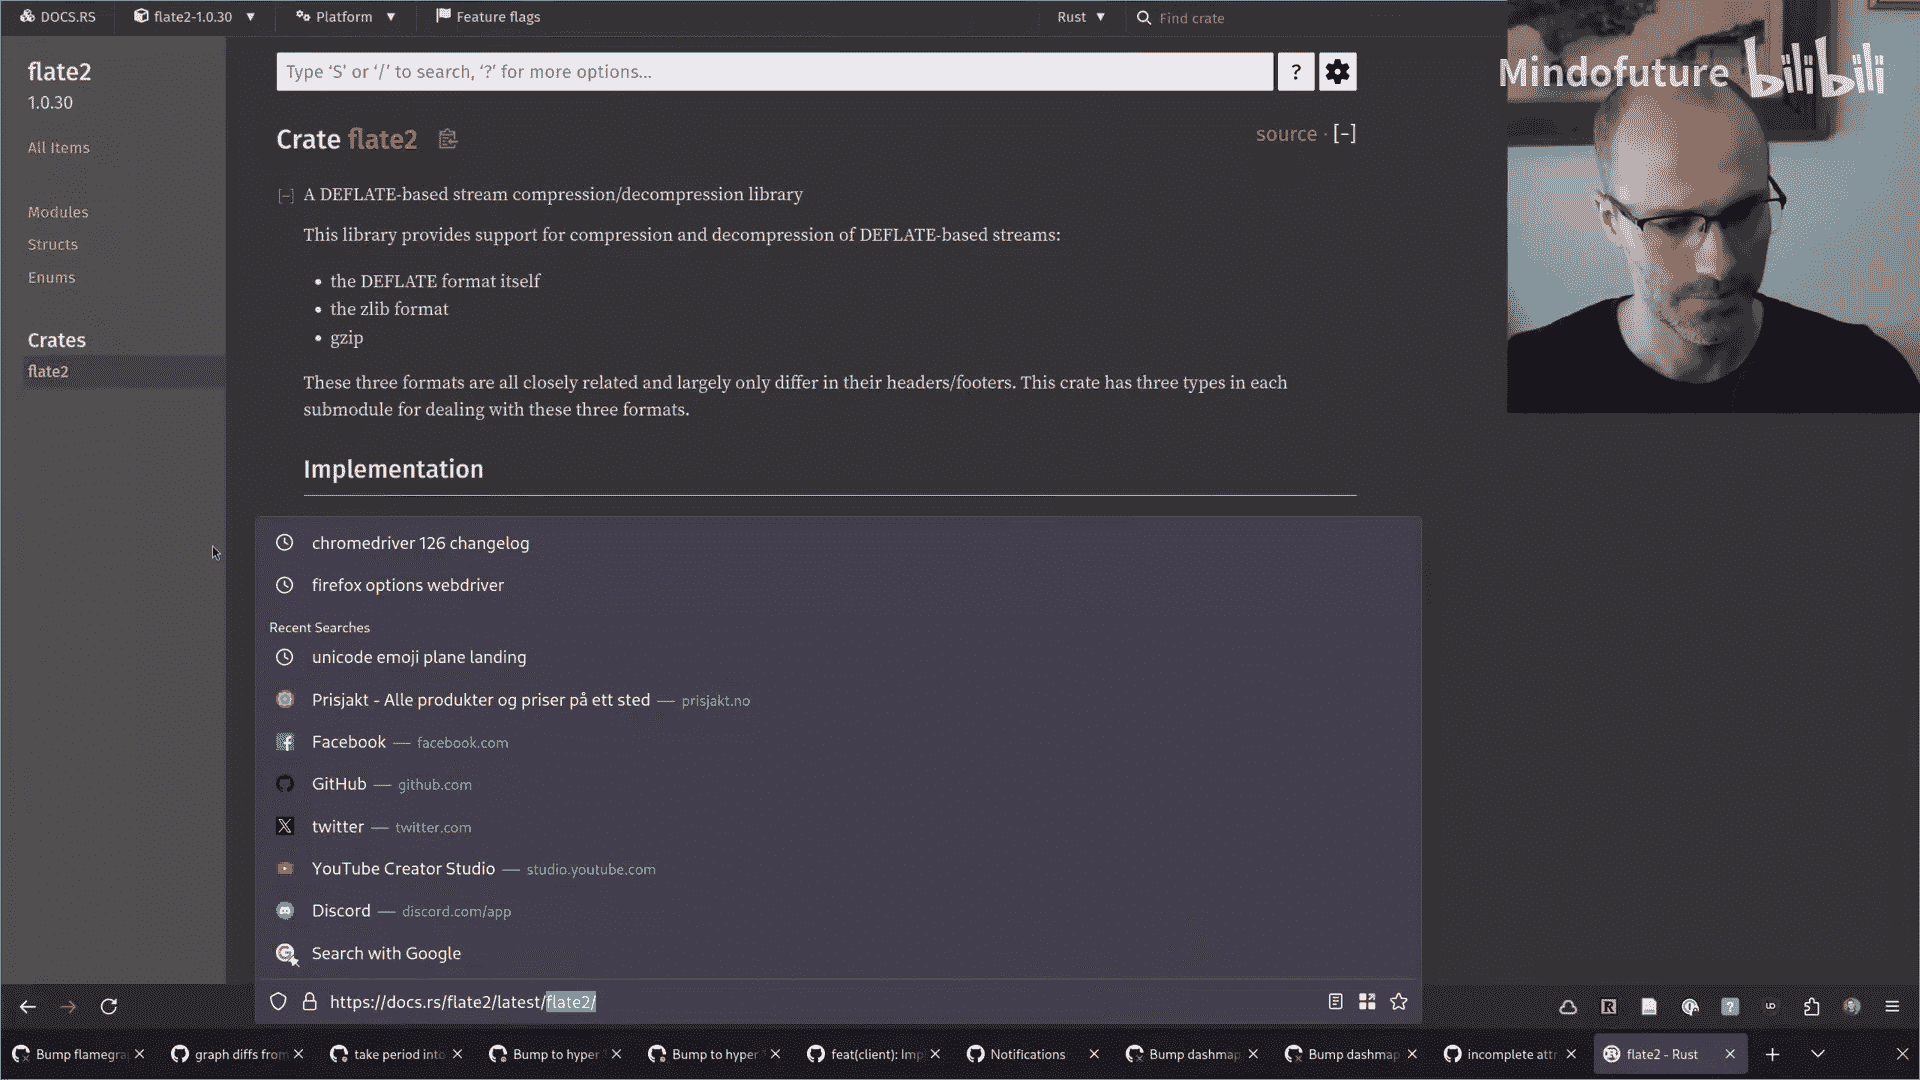 DOCS.RS
flate2-1.0.30
Platform
Feature flags
Rust
Find crate
flate2
1.0.30
All Items
Modules
Structs
Enums
Crates
flate2
Type ‘S’ or ‘/’ to search, ‘?’ for more options…
?
Mindofuture bilibili
Crate flate2
source · [−]
[−] A DEFLATE-based stream compression/decompression library
This library provides support for compression and decompression of DEFLATE-based streams:
• the DEFLATE format itself
• the zlib format
• gzip
These three formats are all closely related and largely only differ in their headers/footers. This crate has three types in each
submodule for dealing with these three formats.
Implementation
chromedriver 126 changelog
firefox options webdriver
Recent Searches
unicode emoji plane landing
Prisjakt - Alle produkter og priser på ett sted — prisjakt.no
Facebook — facebook.com
GitHub — github.com
twitter — twitter.com
YouTube Creator Studio — studio.youtube.com
Discord — discord.com/app
Search with Google
https://docs.rs/flate2/latest/flate2/
Bump flamegra
graph diffs from
take period into
Bump to hyper
Bump to hyper
feat(client): Imp
Notifications
Bump dashmap
Bump dashmap
incomplete attr
flate2 - Rust